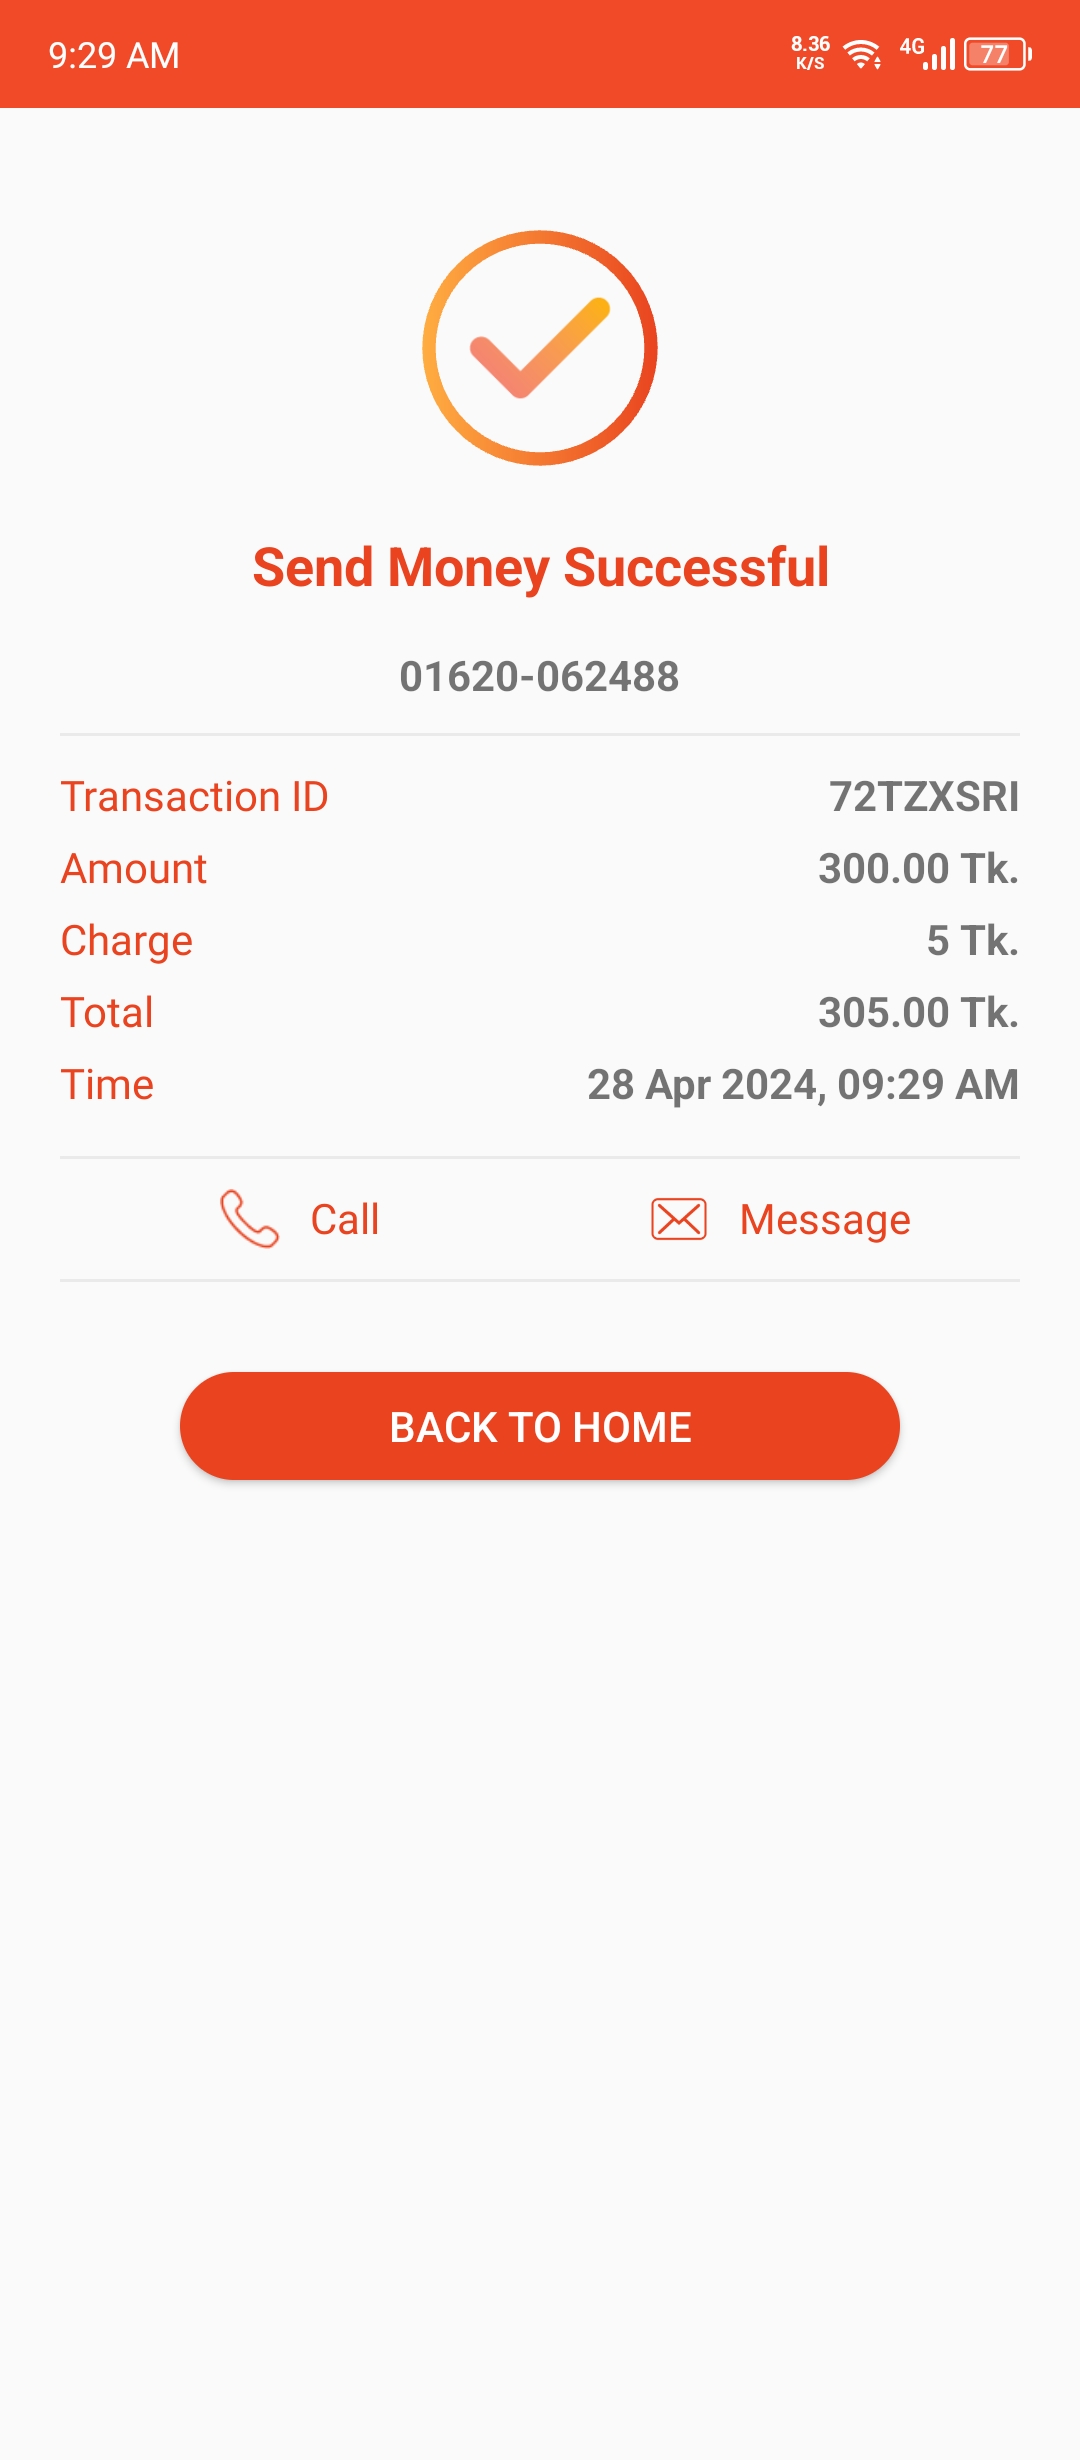 9:29 AM 8.36 K/S 4G 77
Send Money Successful
01620-062488
Transaction ID 72TZXSRI
Amount 300.00 Tk.
Charge 5 Tk.
Total 305.00 Tk.
Time 28 Apr 2024, 09:29 AM
Call Message
BACK TO HOME